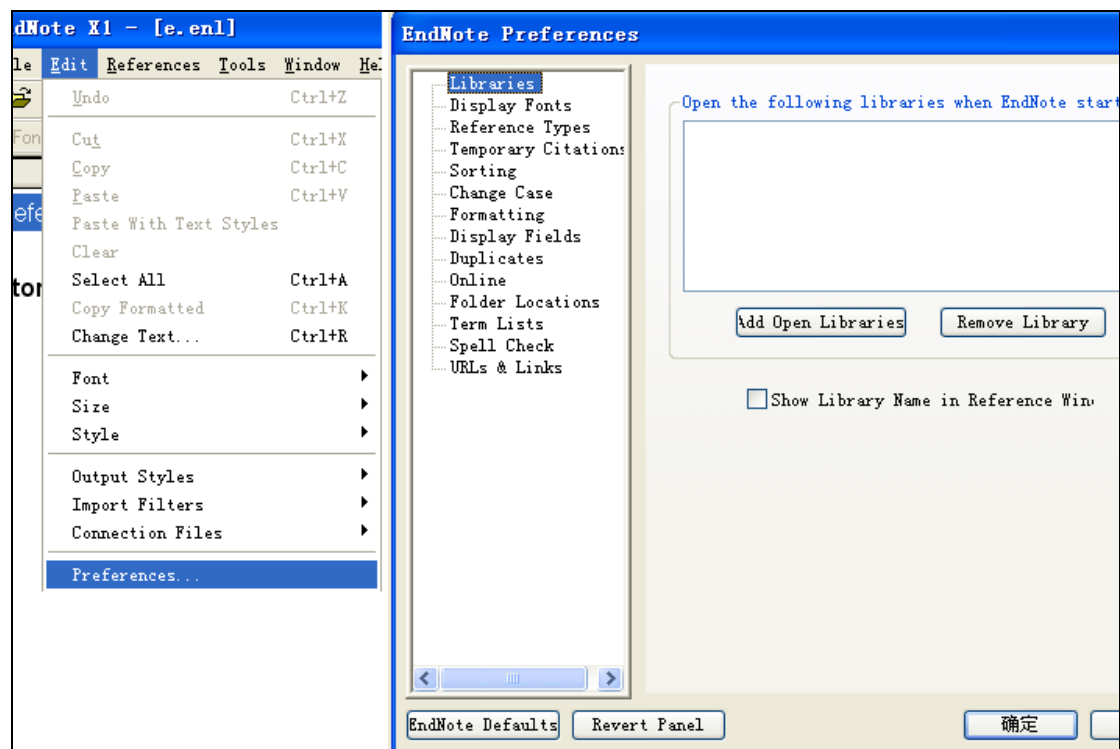 dNote X1 - [e.enl]
le Edit References Tools Window Hel
Fon
Undo Ctrl+Z
Cut Ctrl+X
Copy Ctrl+C
Paste Ctrl+V
efe
Paste With Text Styles
Clear
tor
Select All Ctrl+A
Copy Formatted Ctrl+K
Change Text... Ctrl+R
Font
Size
Style
Output Styles
Import Filters
Connection Files
Preferences...
EndNote Preferences
Libraries
Display Fonts
Reference Types
Temporary Citations
Sorting
Change Case
Formatting
Display Fields
Duplicates
Online
Folder Locations
Term Lists
Spell Check
URLs & Links
Open the following libraries when EndNote start
Add Open Libraries Remove Library
Show Library Name in Reference Win
EndNote Defaults Revert Panel 确定